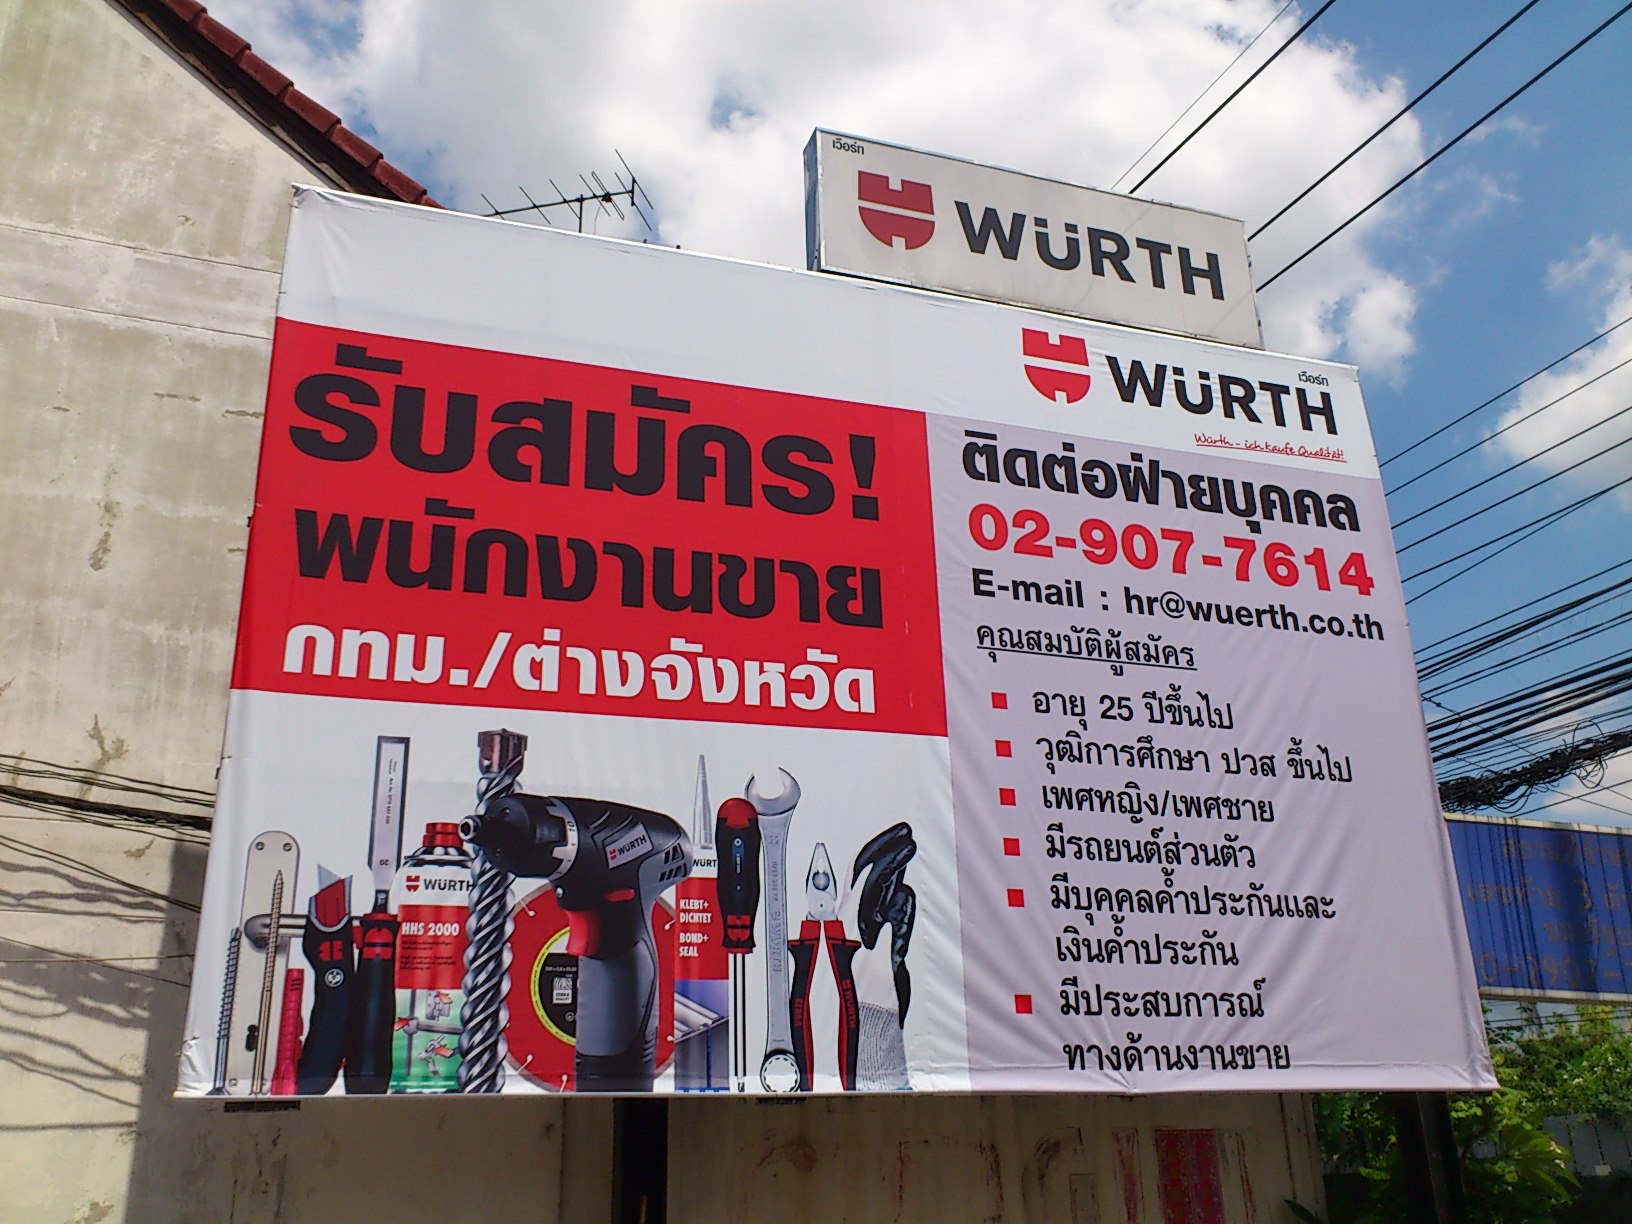 เวือร์ท
WÜRTH
WÜRTH
เวือร์ท
Würth - ich kaufe Qualität!
รับสมัคร!
พนักงานขาย
กทม./ต่างจังหวัด
ติดต่อฝ่ายบุคคล
02-907-7614
E-mail : hr@wuerth.co.th
คุณสมบัติผู้สมัคร
อายุ 25 ปีขึ้นไป
วุฒิการศึกษา ปวส ขึ้นไป
เพศหญิง/เพศชาย
มีรถยนต์ส่วนตัว
มีบุคคลค้ำประกันและ
เงินค้ำประกัน
มีประสบการณ์
ทางด้านงานขาย
WÜRTH
HHS 2000
WÜRTH
WÜRT
KLEBT+
DICHTET
BOND+
SEAL